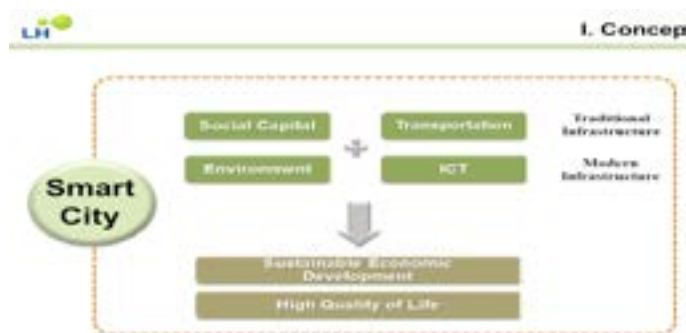 LH
I. Concep
Social Capital
Transportation
Traditional
Infrastructure
Environment
ICT
Modern
Infrastructure
Smart
City
Sustainable Economic
Development
High Quality of Life